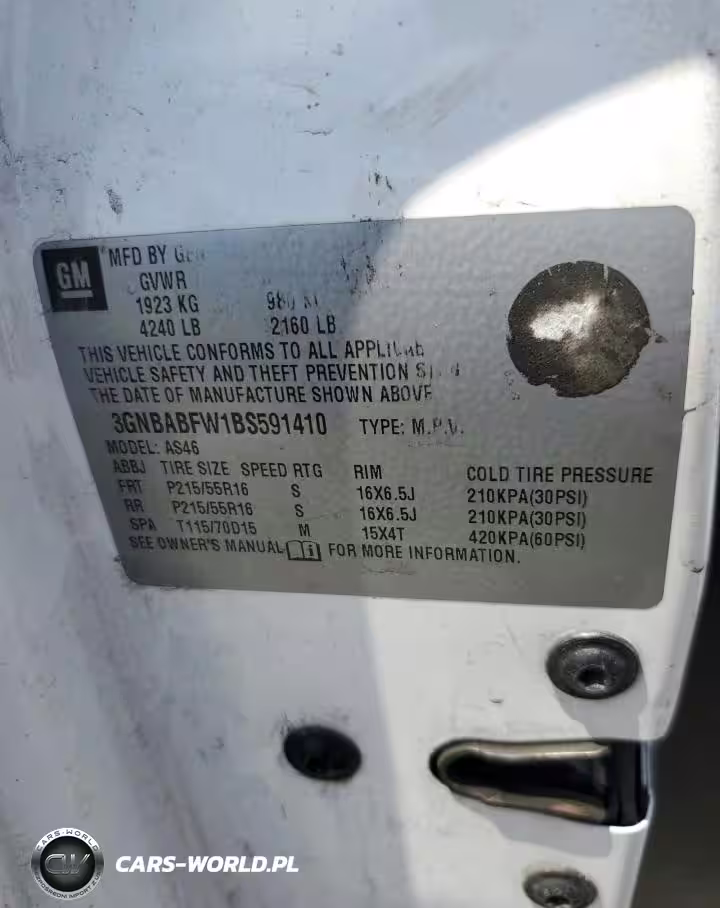 GM
MFD BY
GVWR
1923 KG
4240 LB 2160 LB
THIS VEHICLE CONFORMS TO ALL
VEHICLE SAFETY AND THEFT PREVENTION
THE DATE OF MANUFACTURE SHOWN ABOVE
3GNBABFW1BS591410 TYPE: M.P.V.
MODEL: AS46
ABBJ TIRE SIZE SPEED RTG RIM COLD TIRE PRESSURE
FRT P215/55R16 S 16X6.5J 210KPA(30PSI)
RR P215/55R16 S 16X6.5J 210KPA(30PSI)
SPA T115/70D15 M 15X4T 420KPA(60PSI)
SEE OWNER'S MANUAL FOR MORE INFORMATION.
CARS-WORLD
CW
CARS-WORLD.PL